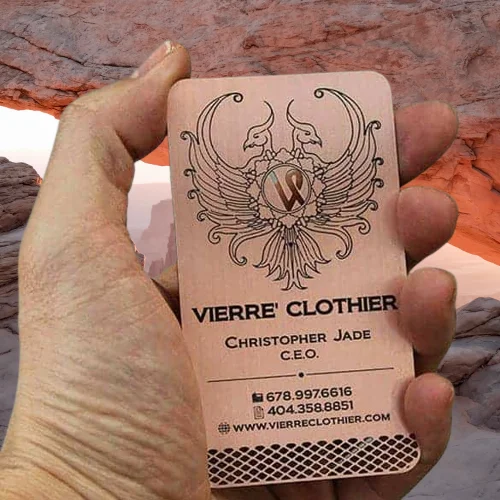 W
VIERRE' CLOTHIER
CHRISTOPHER JADE
C.E.O.
678.997.6616
404.358.8851
WWW.VIERRECLOTHIER.COM